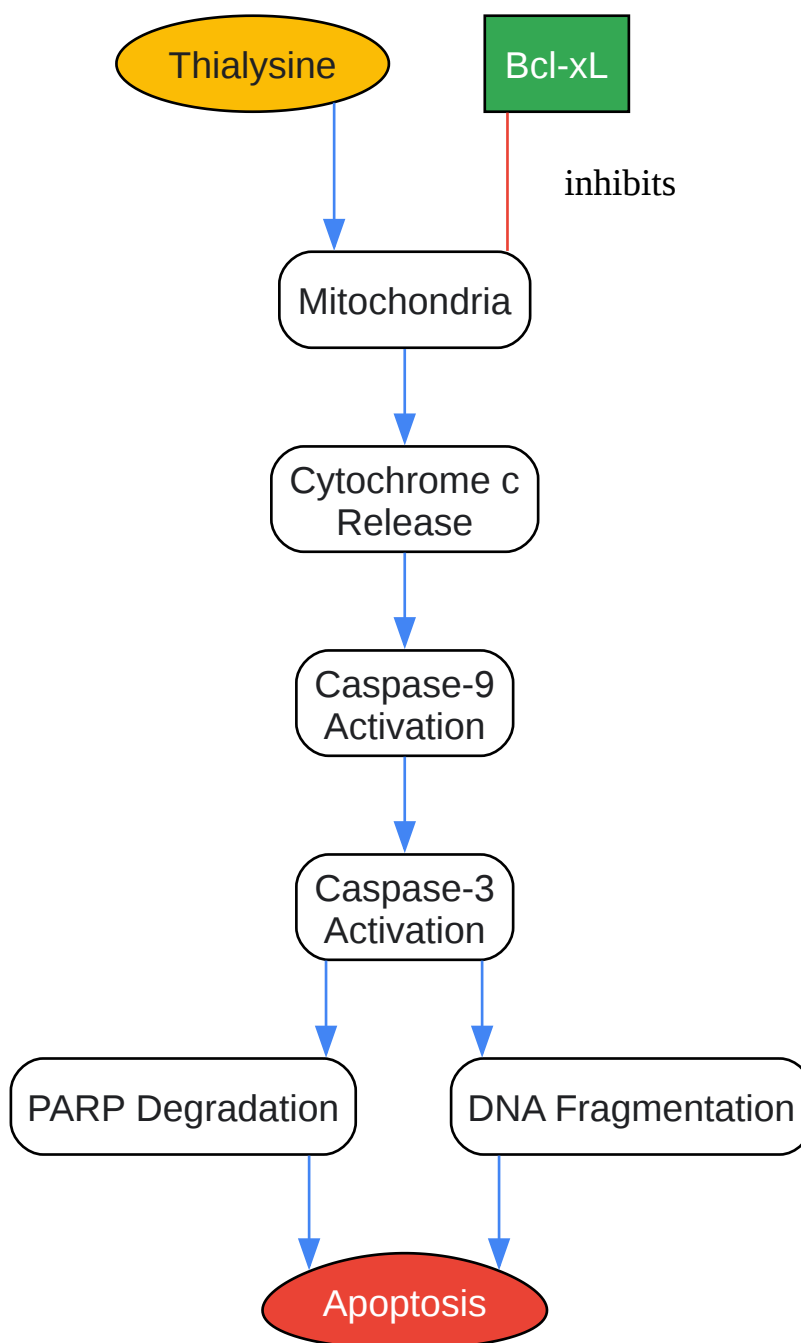 Thialysine
Bcl-xL
inhibits
Mitochondria
Cytochrome c
Release
Caspase-9
Activation
Caspase-3
Activation
PARP Degradation
DNA Fragmentation
Apoptosis